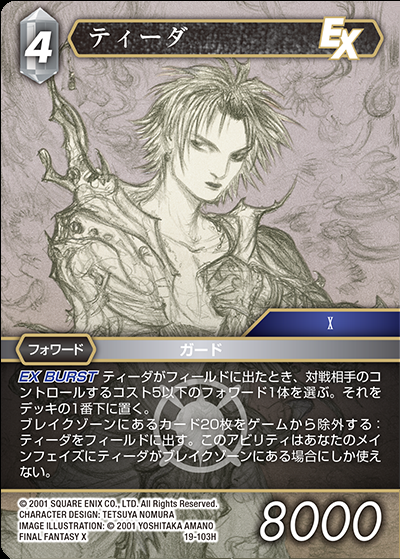 4
ティーダ
EX
X
フォワード
ガード
EX BURST ティーダがフィールドに出たとき、対戦相手のコ
ントロールするコスト5以下のフォワード1体を選ぶ。それを
デッキの1番下に置く。
ブレイクゾーンにあるカード20枚をゲームから除外する:
ティーダをフィールドに出す。このアビリティはあなたのメイ
ンフェイズにティーダがブレイクゾーンにある場合にしか使え
ない。
© 2001 SQUARE ENIX CO., LTD. All Rights Reserved.
CHARACTER DESIGN: TETSUYA NOMURA
IMAGE ILLUSTRATION: © 2001 YOSHITAKA AMANO
FINAL FANTASY X
19-103H
8000